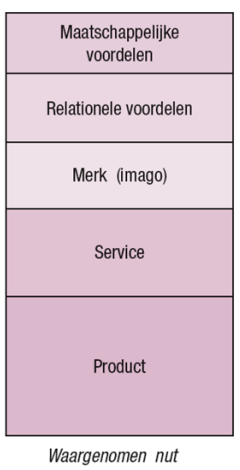 Maatschappelijke
voordelen
Relationele voordelen
Merk (imago)
Service
Product
Waargenomen nut